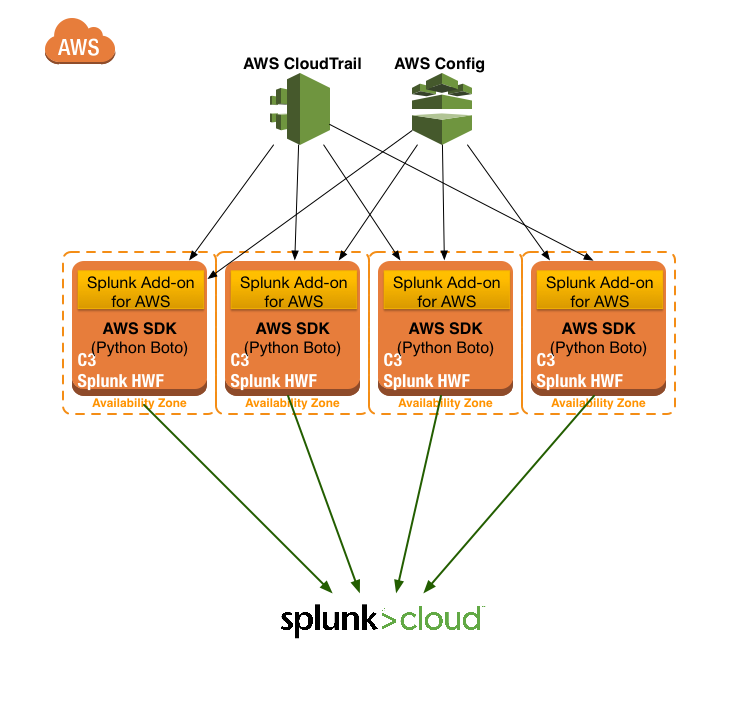 AWS
AWS CloudTrail
AWS Config
Splunk Add-on
for AWS
AWS SDK
(Python Boto)
C3
Splunk HWF
Availability Zone
Splunk Add-on
for AWS
AWS SDK
(Python Boto)
C3
Splunk HWF
Availability Zone
Splunk Add-on
for AWS
AWS SDK
(Python Boto)
C3
Splunk HWF
Availability Zone
Splunk Add-on
for AWS
AWS SDK
(Python Boto)
C3
Splunk HWF
Availability Zone
splunk>cloud